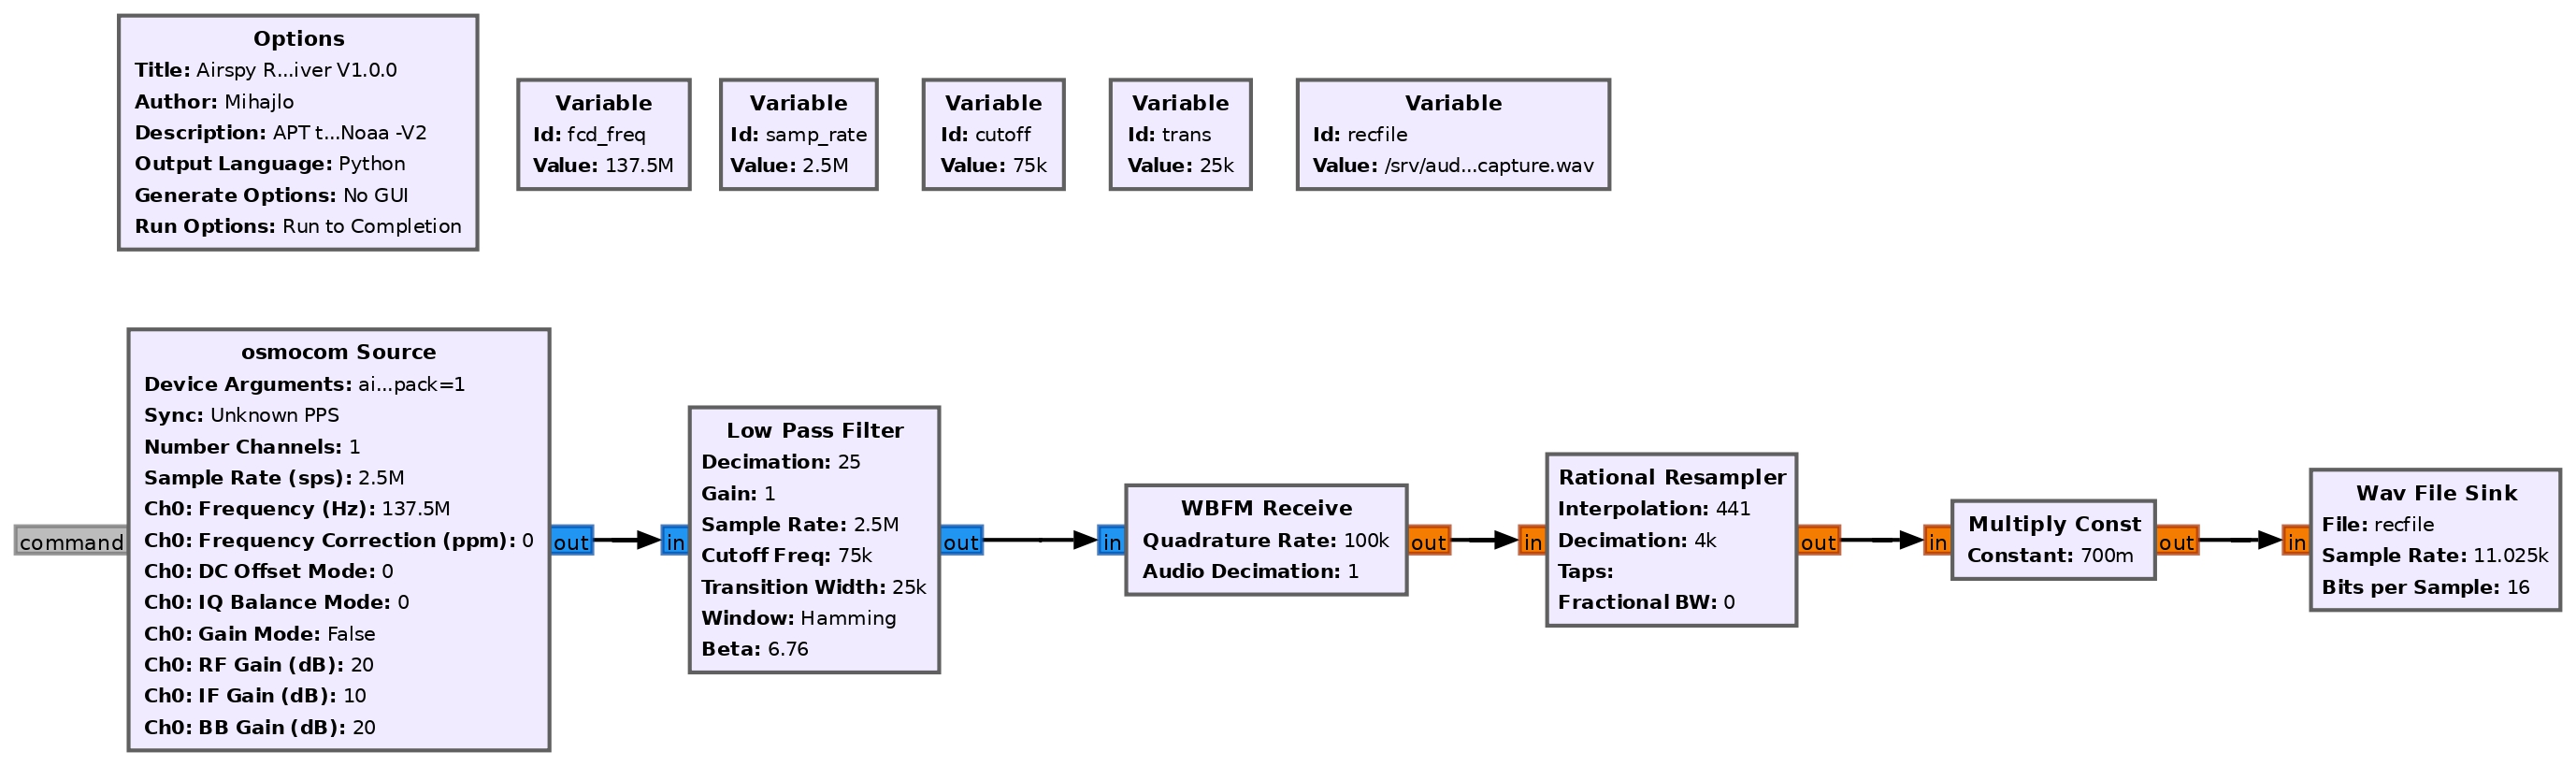 Options
Title: Airspy R...iver V1.0.0
Author: Mihajlo
Description: APT t...Noaa -V2
Output Language: Python
Generate Options: No GUI
Run Options: Run to Completion
Variable
Id: fcd_freq
Value: 137.5M
Variable
Id: samp_rate
Value: 2.5M
Variable
Id: cutoff
Value: 75k
Variable
Id: trans
Value: 25k
Variable
Id: recfile
Value: /srv/aud...capture.wav
command
osmocom Source
Device Arguments: ai...pack=1
Sync: Unknown PPS
Number Channels: 1
Sample Rate (sps): 2.5M
Ch0: Frequency (Hz): 137.5M
Ch0: Frequency Correction (ppm): 0
Ch0: DC Offset Mode: 0
Ch0: IQ Balance Mode: 0
Ch0: Gain Mode: False
Ch0: RF Gain (dB): 20
Ch0: IF Gain (dB): 10
Ch0: BB Gain (dB): 20
out
in
Low Pass Filter
Decimation: 25
Gain: 1
Sample Rate: 2.5M
Cutoff Freq: 75k
Transition Width: 25k
Window: Hamming
Beta: 6.76
out
in
WBFM Receive
Quadrature Rate: 100k
Audio Decimation: 1
out
in
Rational Resampler
Interpolation: 441
Decimation: 4k
Taps:
Fractional BW: 0
out
in
Multiply Const
Constant: 700m
out
in
Wav File Sink
File: recfile
Sample Rate: 11.025k
Bits per Sample: 16